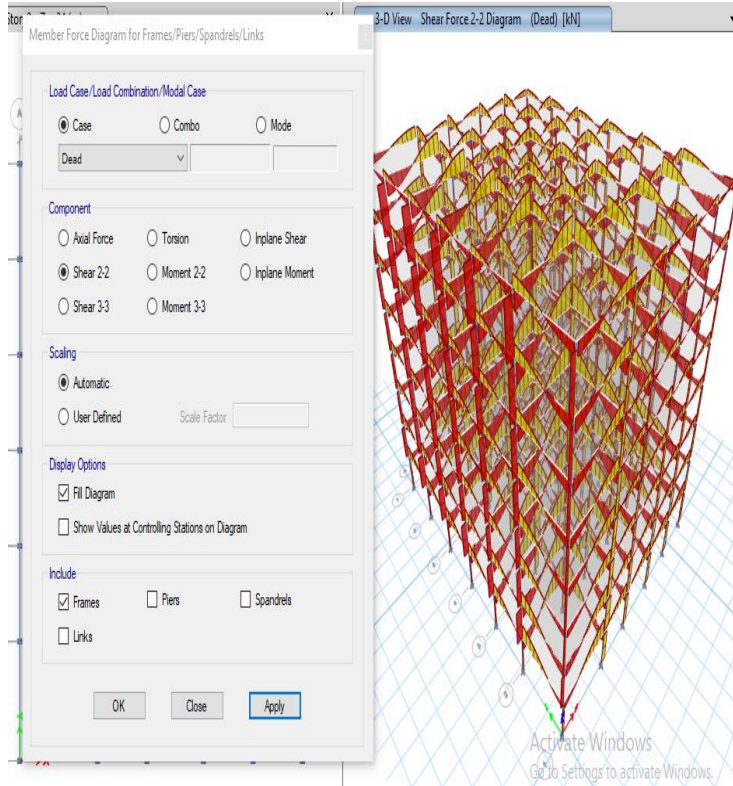 Member Force Diagram for Frames/Piers/Spandrels/Links
3-D View Shear Force 2-2 Diagram (Dead) [kN]
Load Case/Load Combination/Modal Case
Case Combo Mode
Dead
Component
Axial Force Torsion Inplane Shear
Shear 2-2 Moment 2-2 Inplane Moment
Shear 3-3 Moment 3-3
Scaling
Automatic
User Defined Scale Factor
Display Options
Fill Diagram
Show Values at Controlling Stations on Diagram
Include
Frames Piers Spandrels
Links
OK Close Apply
X
Activate Windows
Go to Settings to activate Windows.